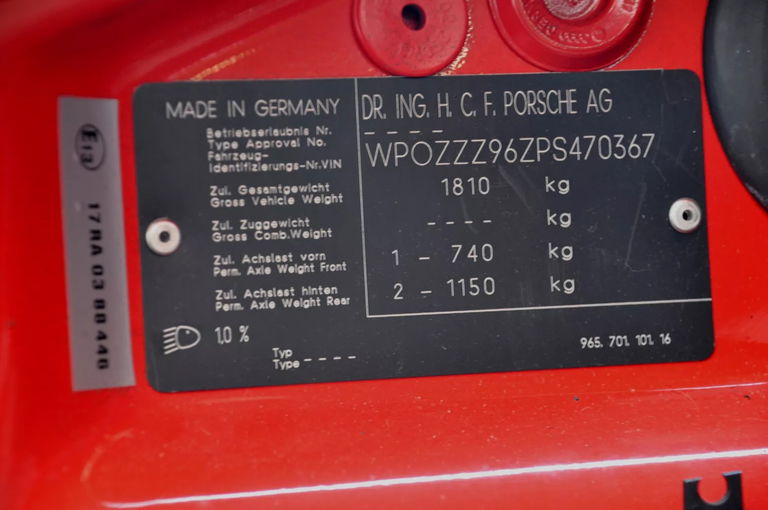 MADE IN GERMANY
DR. ING. H. C. F. PORSCHE AG
Betriebserlaubnis Nr.
Type Approval No.
- - - -
Fahrzeug-
Identifizierungs-Nr.VIN
WPOZZZ96ZPS470367
Zul. Gesamtgewicht
Gross Vehicle Weight
1810 kg
Zul. Zuggewicht
Gross Comb.Weight
- - - - kg
Zul. Achslast vorn
Perm. Axle Weight Front
1 - 740 kg
Zul. Achslast hinten
Perm. Axle Weight Rear
2 - 1150 kg
1,0 %
Typ
Type - - - -
965. 701. 101. 16
E13
17 RA 03 88440